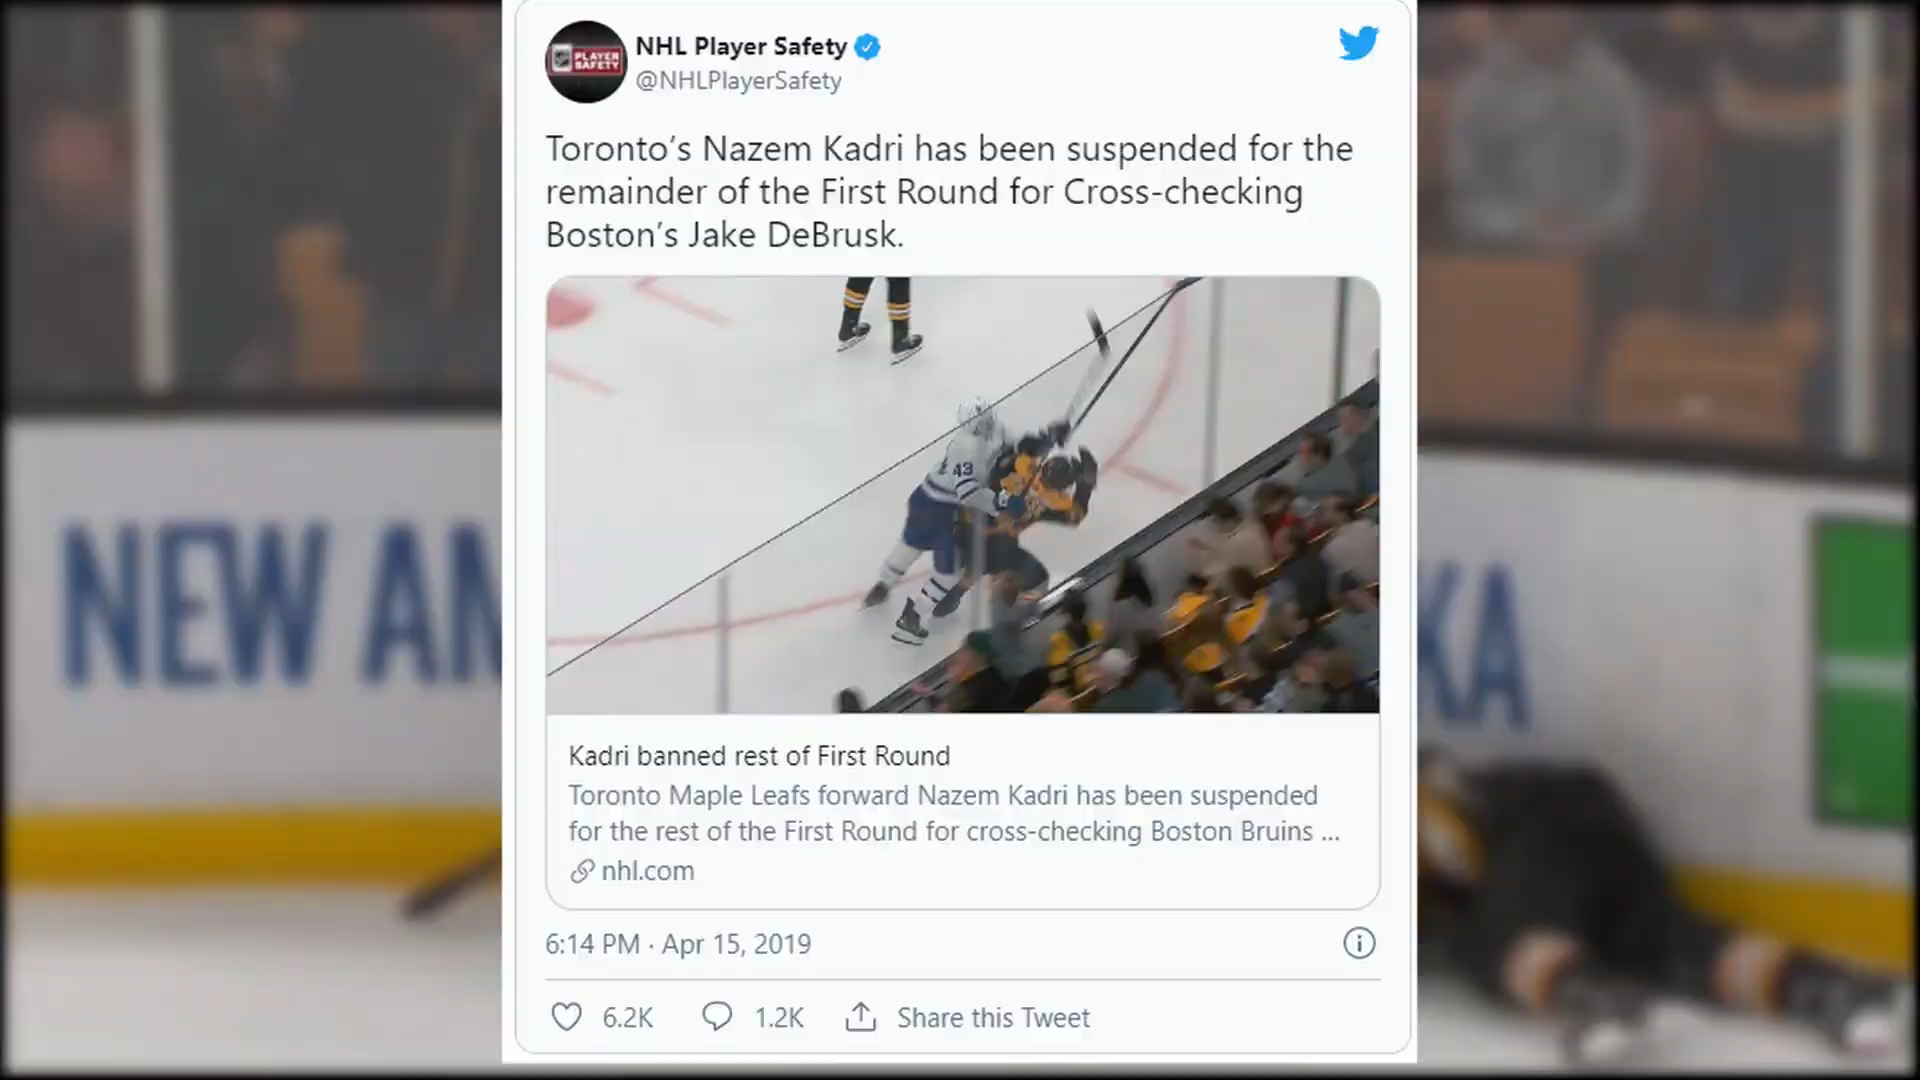 NHL Player Safety
@NHLPlayerSafety
PLAYER
SAFETY
Toronto’s Nazem Kadri has been suspended for the
remainder of the First Round for Cross-checking
Boston’s Jake DeBrusk.
43
Kadri banned rest of First Round
Toronto Maple Leafs forward Nazem Kadri has been suspended
for the rest of the First Round for cross-checking Boston Bruins ...
nhl.com
6:14 PM · Apr 15, 2019
6.2K
1.2K
Share this Tweet
NEW AM
KA